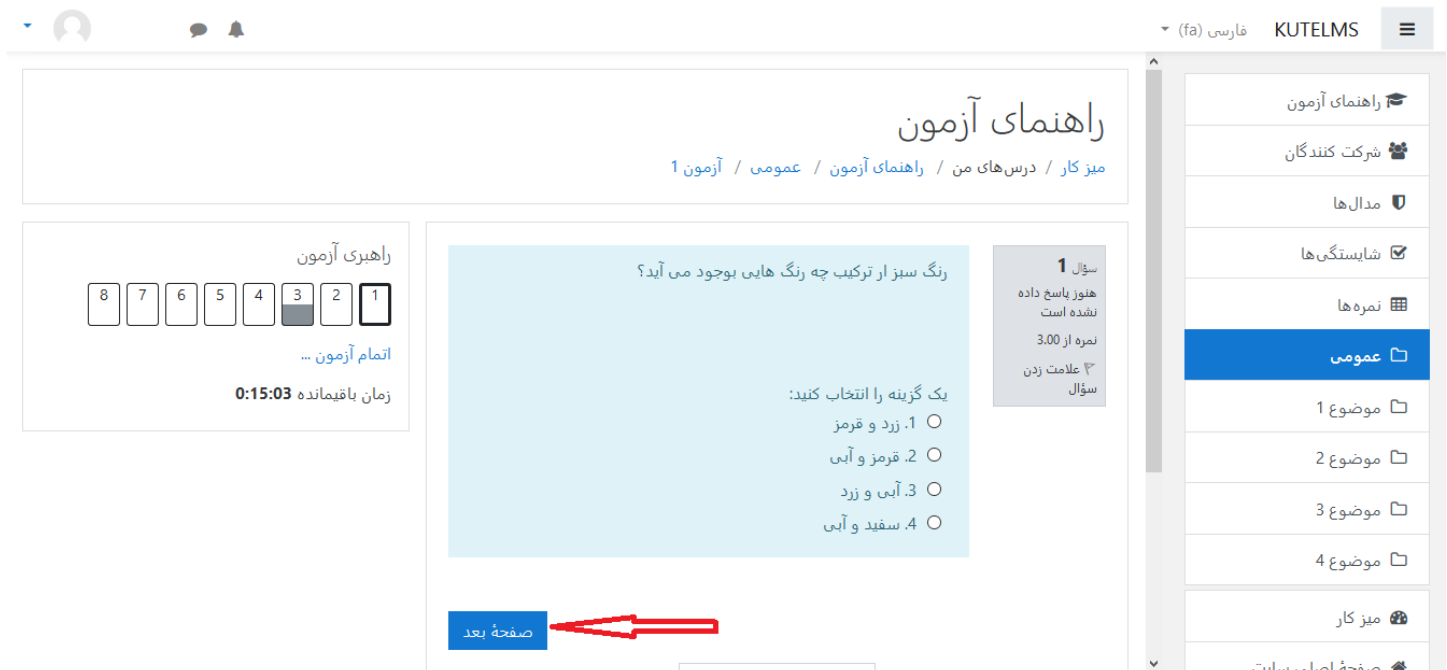 KUTELMS فارسی ‎(fa)‎
راهنمای آزمون
شرکت کنندگان
مدال‌ها
شایستگی‌ها
نمره‌ها
عمومی
موضوع 1
موضوع 2
موضوع 3
موضوع 4
میز کار
صفحهٔ اصلی سایت
راهنمای آزمون
میز کار / درس‌های من / راهنمای آزمون / عمومی / آزمون 1
سؤال 1
هنوز پاسخ داده
نشده است
نمره از 3.00
علامت زدن
سؤال
رنگ سبز ار ترکیب چه رنگ هایی بوجود می آید؟
یک گزینه را انتخاب کنید:
1. زرد و قرمز
2. قرمز و آبی
3. آبی و زرد
4. سفید و آبی
صفحهٔ بعد
راهبری آزمون
1 2 3 4 5 6 7 8
اتمام آزمون ...
زمان باقیمانده 0:15:03